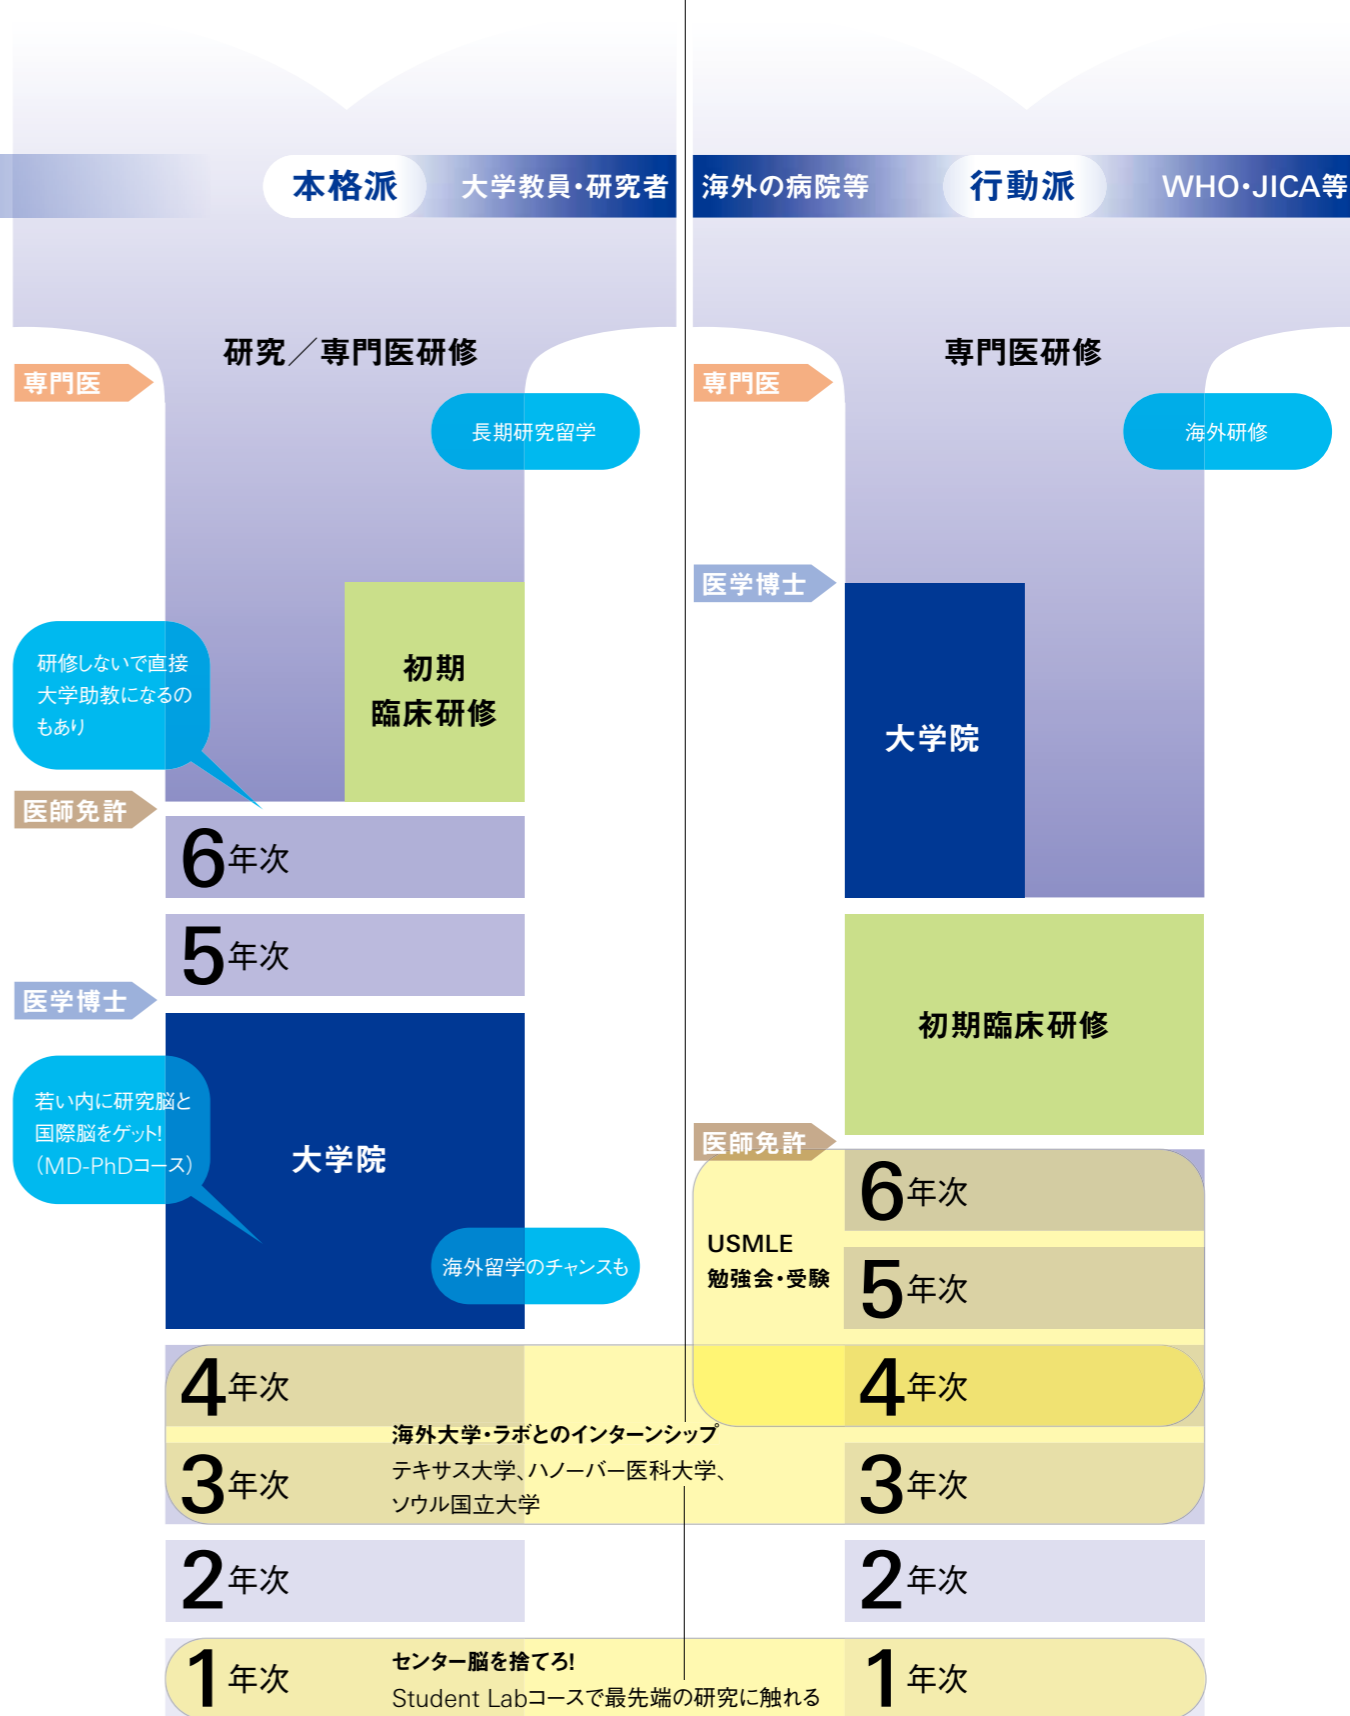 本格派
大学教員・研究者
研究／専門医研修
専門医
長期研究留学
初期
臨床研修
研修しないで直接
大学助教になるの
もあり
医師免許
6年次
5年次
医学博士
若い内に研究脳と
国際脳をゲット!
（MD-PhDコース）
大学院
海外留学のチャンスも
4年次
3年次
海外大学・ラボとのインターンシップ
テキサス大学、ハノーバー医科大学、
ソウル国立大学
2年次
1年次
センター脳を捨てろ!
Student Labコースで最先端の研究に触れる
海外の病院等
行動派
WHO・JICA等
専門医研修
専門医
海外研修
医学博士
大学院
初期臨床研修
医師免許
6年次
USMLE
勉強会・受験
5年次
4年次
3年次
2年次
1年次